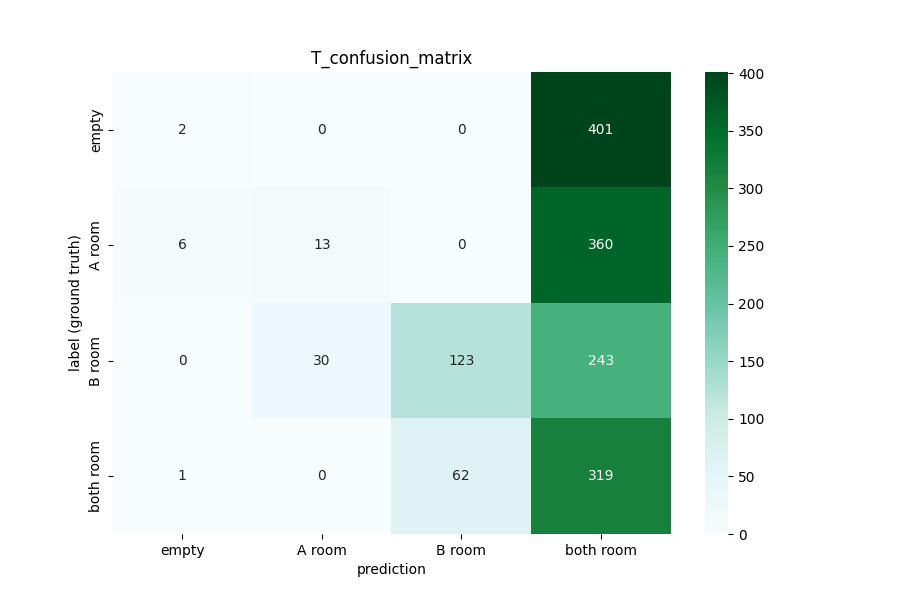 T_confusion_matrix
label (ground truth)
empty
2 0 0 401
A room
6 13 0 360
B room
0 30 123 243
both room
1 0 62 319
empty A room B room both room
prediction
400
350
300
250
200
150
100
50
0